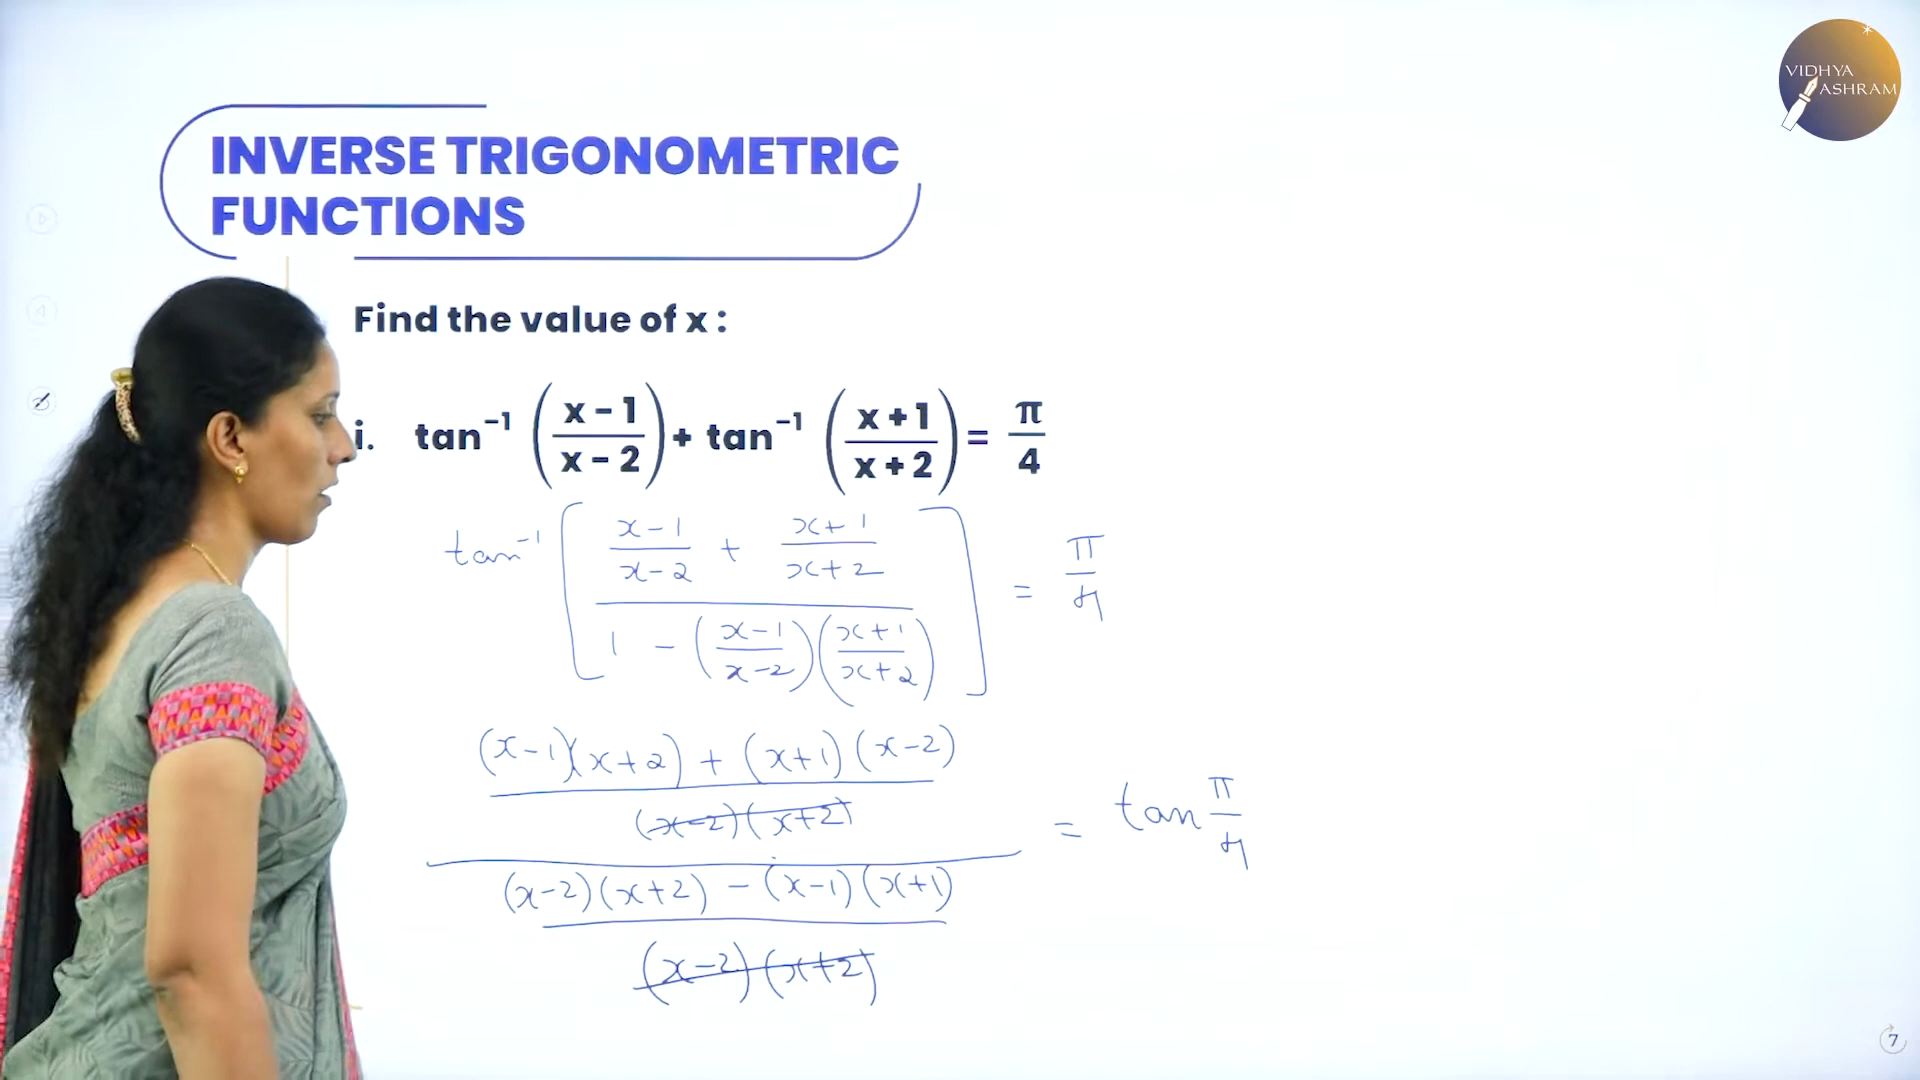 VIDHYA
ASHRAM
INVERSE TRIGONOMETRIC
FUNCTIONS
Find the value of x :
i. tan⁻¹ ((x - 1)/(x - 2)) + tan⁻¹ ((x + 1)/(x + 2)) = π/4
tan⁻¹ [((x-1)/(x-2) + (x+1)/(x+2)) / (1 - ((x-1)/(x-2))((x+1)/(x+2)))] = π/4
(x-1)(x+2) + (x+1)(x-2)
(x-2)(x+2)
= tan π/4
(x-2)(x+2) - (x-1)(x+1)
(x-2)(x+2)
7